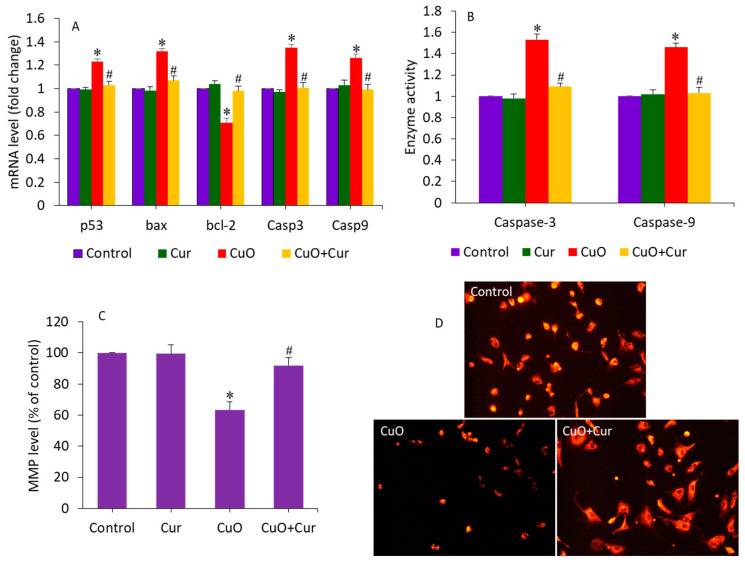 A
mRNA level (fold change)
1.6
1.4
1.2
1
0.8
0.6
0.4
0.2
0
* * * *
# # # #
*
#
p53 bax bcl-2 Casp3 Casp9
Control Cur CuO CuO+Cur
B
Enzyme activity
1.8
1.6
1.4
1.2
1
0.8
0.6
0.4
0.2
0
* *
# #
Caspase-3 Caspase-9
Control Cur CuO CuO+Cur
C
MMP level (% of control)
120
100
80
60
40
20
0
#
*
Control Cur CuO CuO+Cur
D
Control
CuO
CuO+Cur